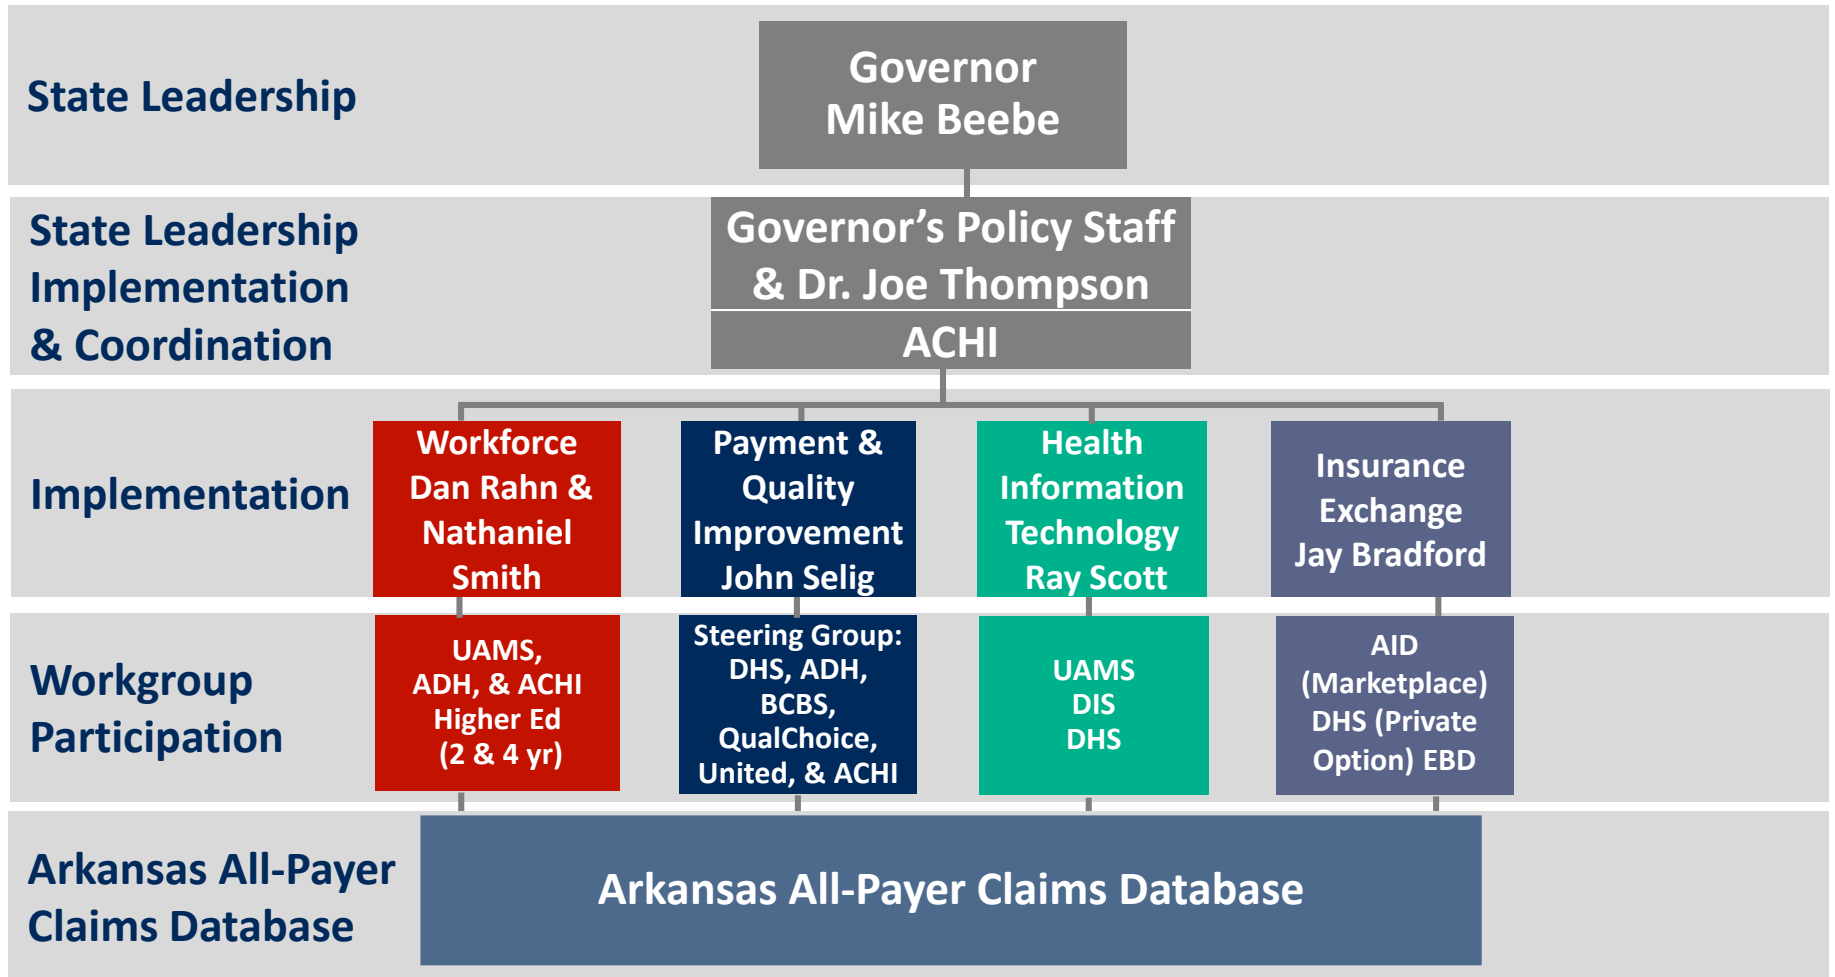 State Leadership
Governor
Mike Beebe
State Leadership
Implementation
& Coordination
Governor’s Policy Staff
& Dr. Joe Thompson
ACHI
Implementation
Workforce
Dan Rahn &
Nathaniel
Smith
Payment &
Quality
Improvement
John Selig
Health
Information
Technology
Ray Scott
Insurance
Exchange
Jay Bradford
Workgroup
Participation
UAMS,
ADH, & ACHI
Higher Ed
(2 & 4 yr)
Steering Group:
DHS, ADH,
BCBS,
QualChoice,
United, & ACHI
UAMS
DIS
DHS
AID
(Marketplace)
DHS (Private
Option) EBD
Arkansas All-Payer
Claims Database
Arkansas All-Payer Claims Database